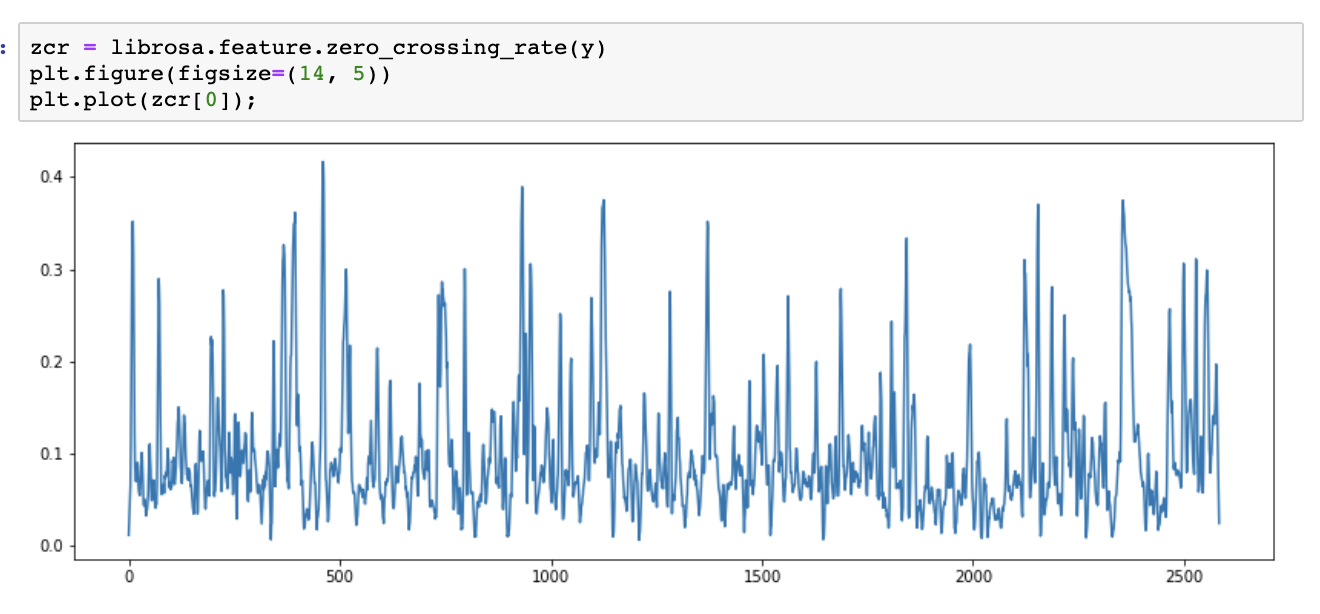 :
zcr = librosa.feature.zero_crossing_rate(y)
plt.figure(figsize=(14, 5))
plt.plot(zcr[0]);
0.4
0.3
0.2
0.1
0.0
0 500 1000 1500 2000 2500